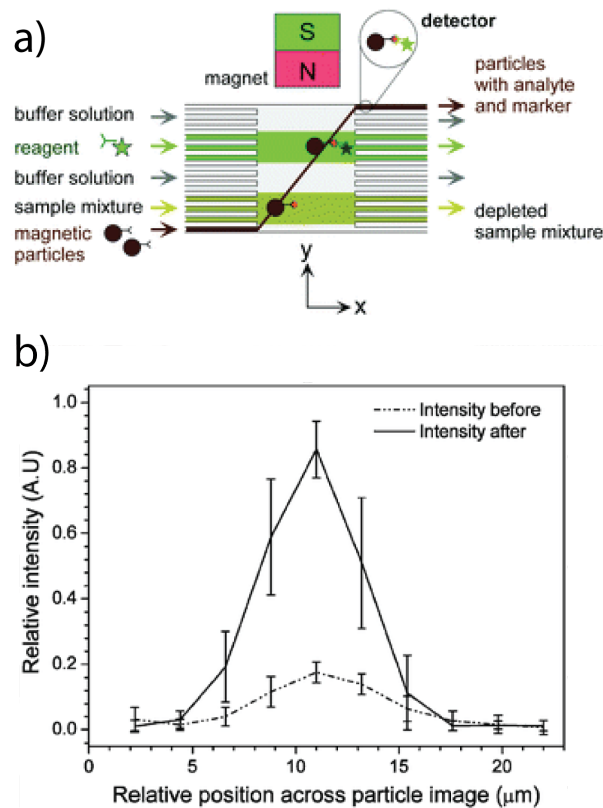 a)
S
N
magnet
detector
particles
with analyte
and marker
buffer solution
reagent
buffer solution
sample mixture
magnetic
particles
depleted
sample mixture
y
x
b)
Intensity before
Intensity after
Relative intensity (A.U)
1.0
0.8
0.6
0.4
0.2
0.0
0
5
10
15
20
Relative position across particle image (μm)